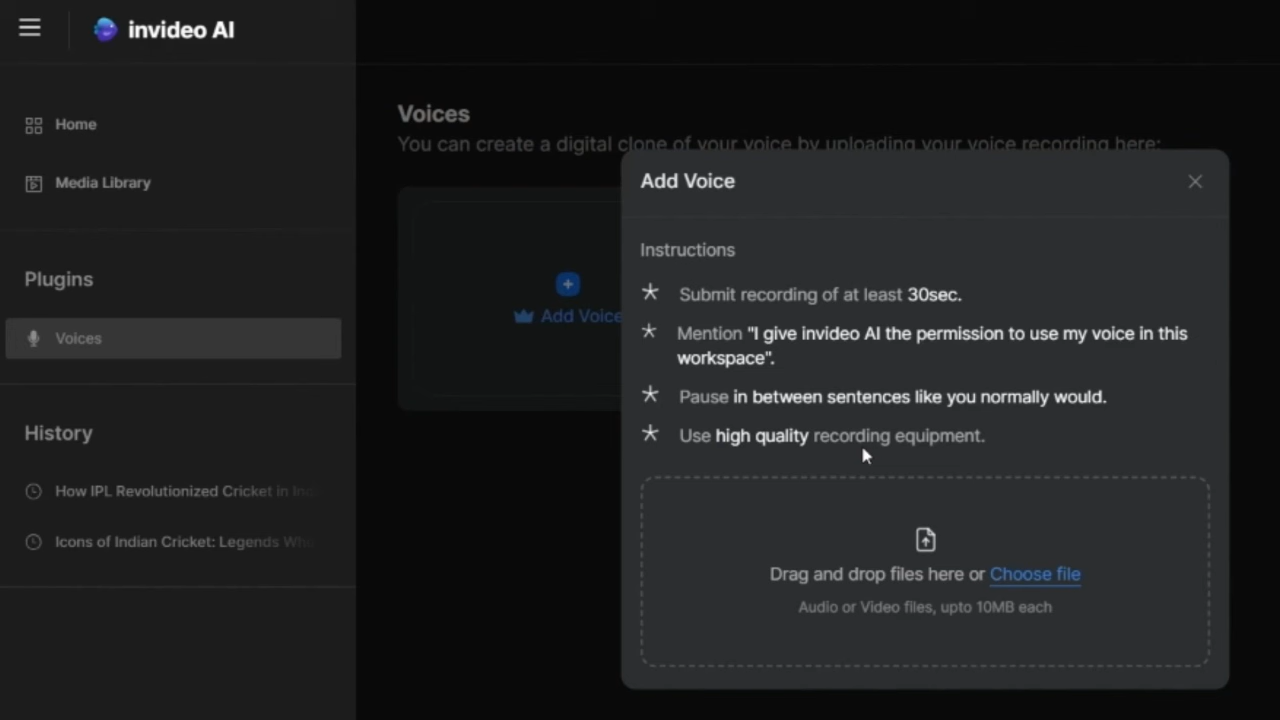 invideo AI
Home
Media Library
Plugins
Voices
History
How IPL Revolutionized Cricket in
Icons of Indian Cricket: Legends
Voices
You can create a digital clone of your voice by uploading your voice recording here:
Add Voice
Add Voice
Instructions
Submit recording of at least 30sec.
Mention "I give invideo AI the permission to use my voice in this
workspace".
Pause in between sentences like you normally would.
Use high quality recording equipment.
Drag and drop files here or Choose file
Audio or Video files, upto 10MB each